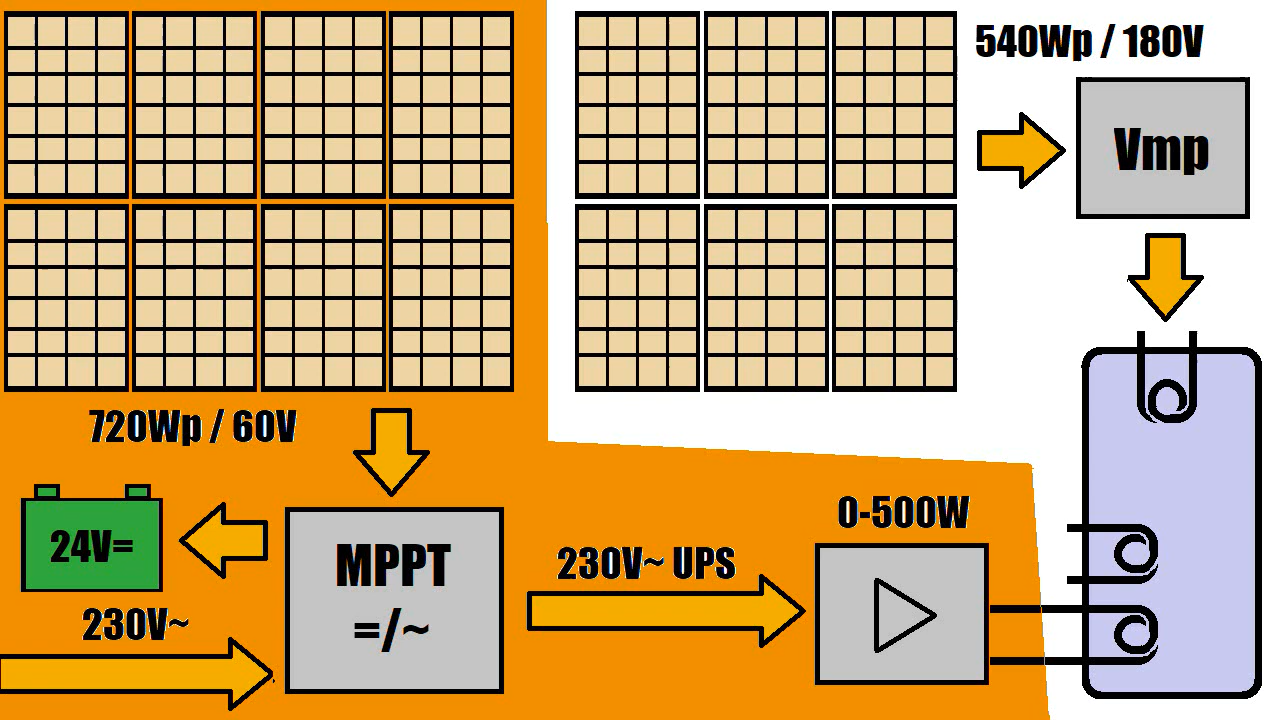 540Wp / 180V
Vmp
720Wp / 60V
24V=
MPPT
=/~
230V~
230V~ UPS
0-500W